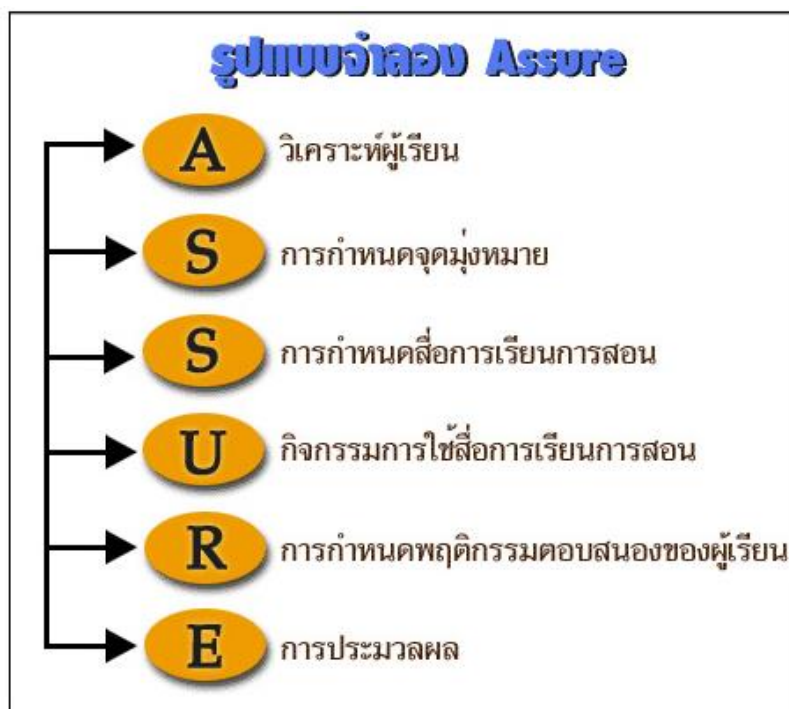 รูปแบบจำลอง Assure
A วิเคราะห์ผู้เรียน
S การกำหนดจุดมุ่งหมาย
S การกำหนดสื่อการเรียนการสอน
U กิจกรรมการใช้สื่อการเรียนการสอน
R การกำหนดพฤติกรรมตอบสนองของผู้เรียน
E การประมวลผล